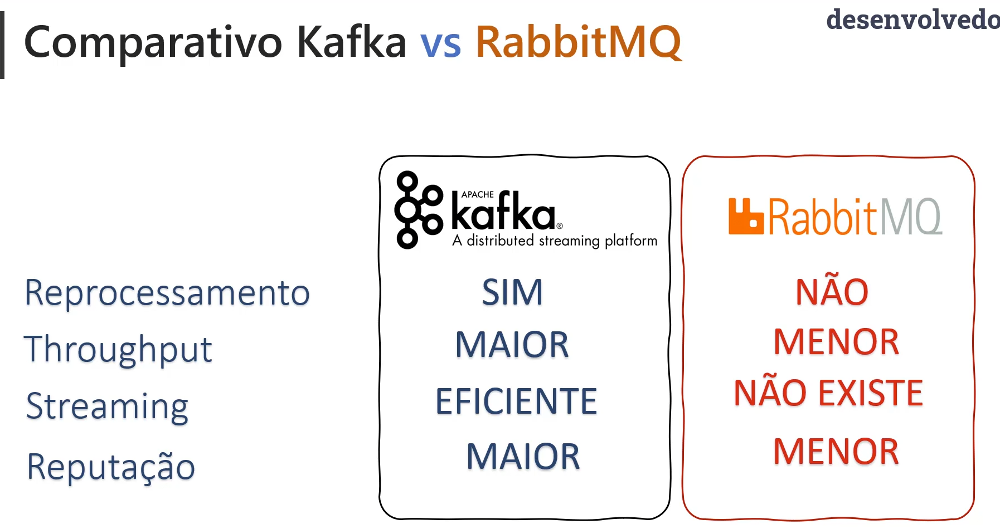 desenvolvedo
Comparativo Kafka vs RabbitMQ
APACHE
kafka®
A distributed streaming platform
RabbitMQ
Reprocessamento SIM NÃO
Throughput MAIOR MENOR
Streaming EFICIENTE NÃO EXISTE
Reputação MAIOR MENOR